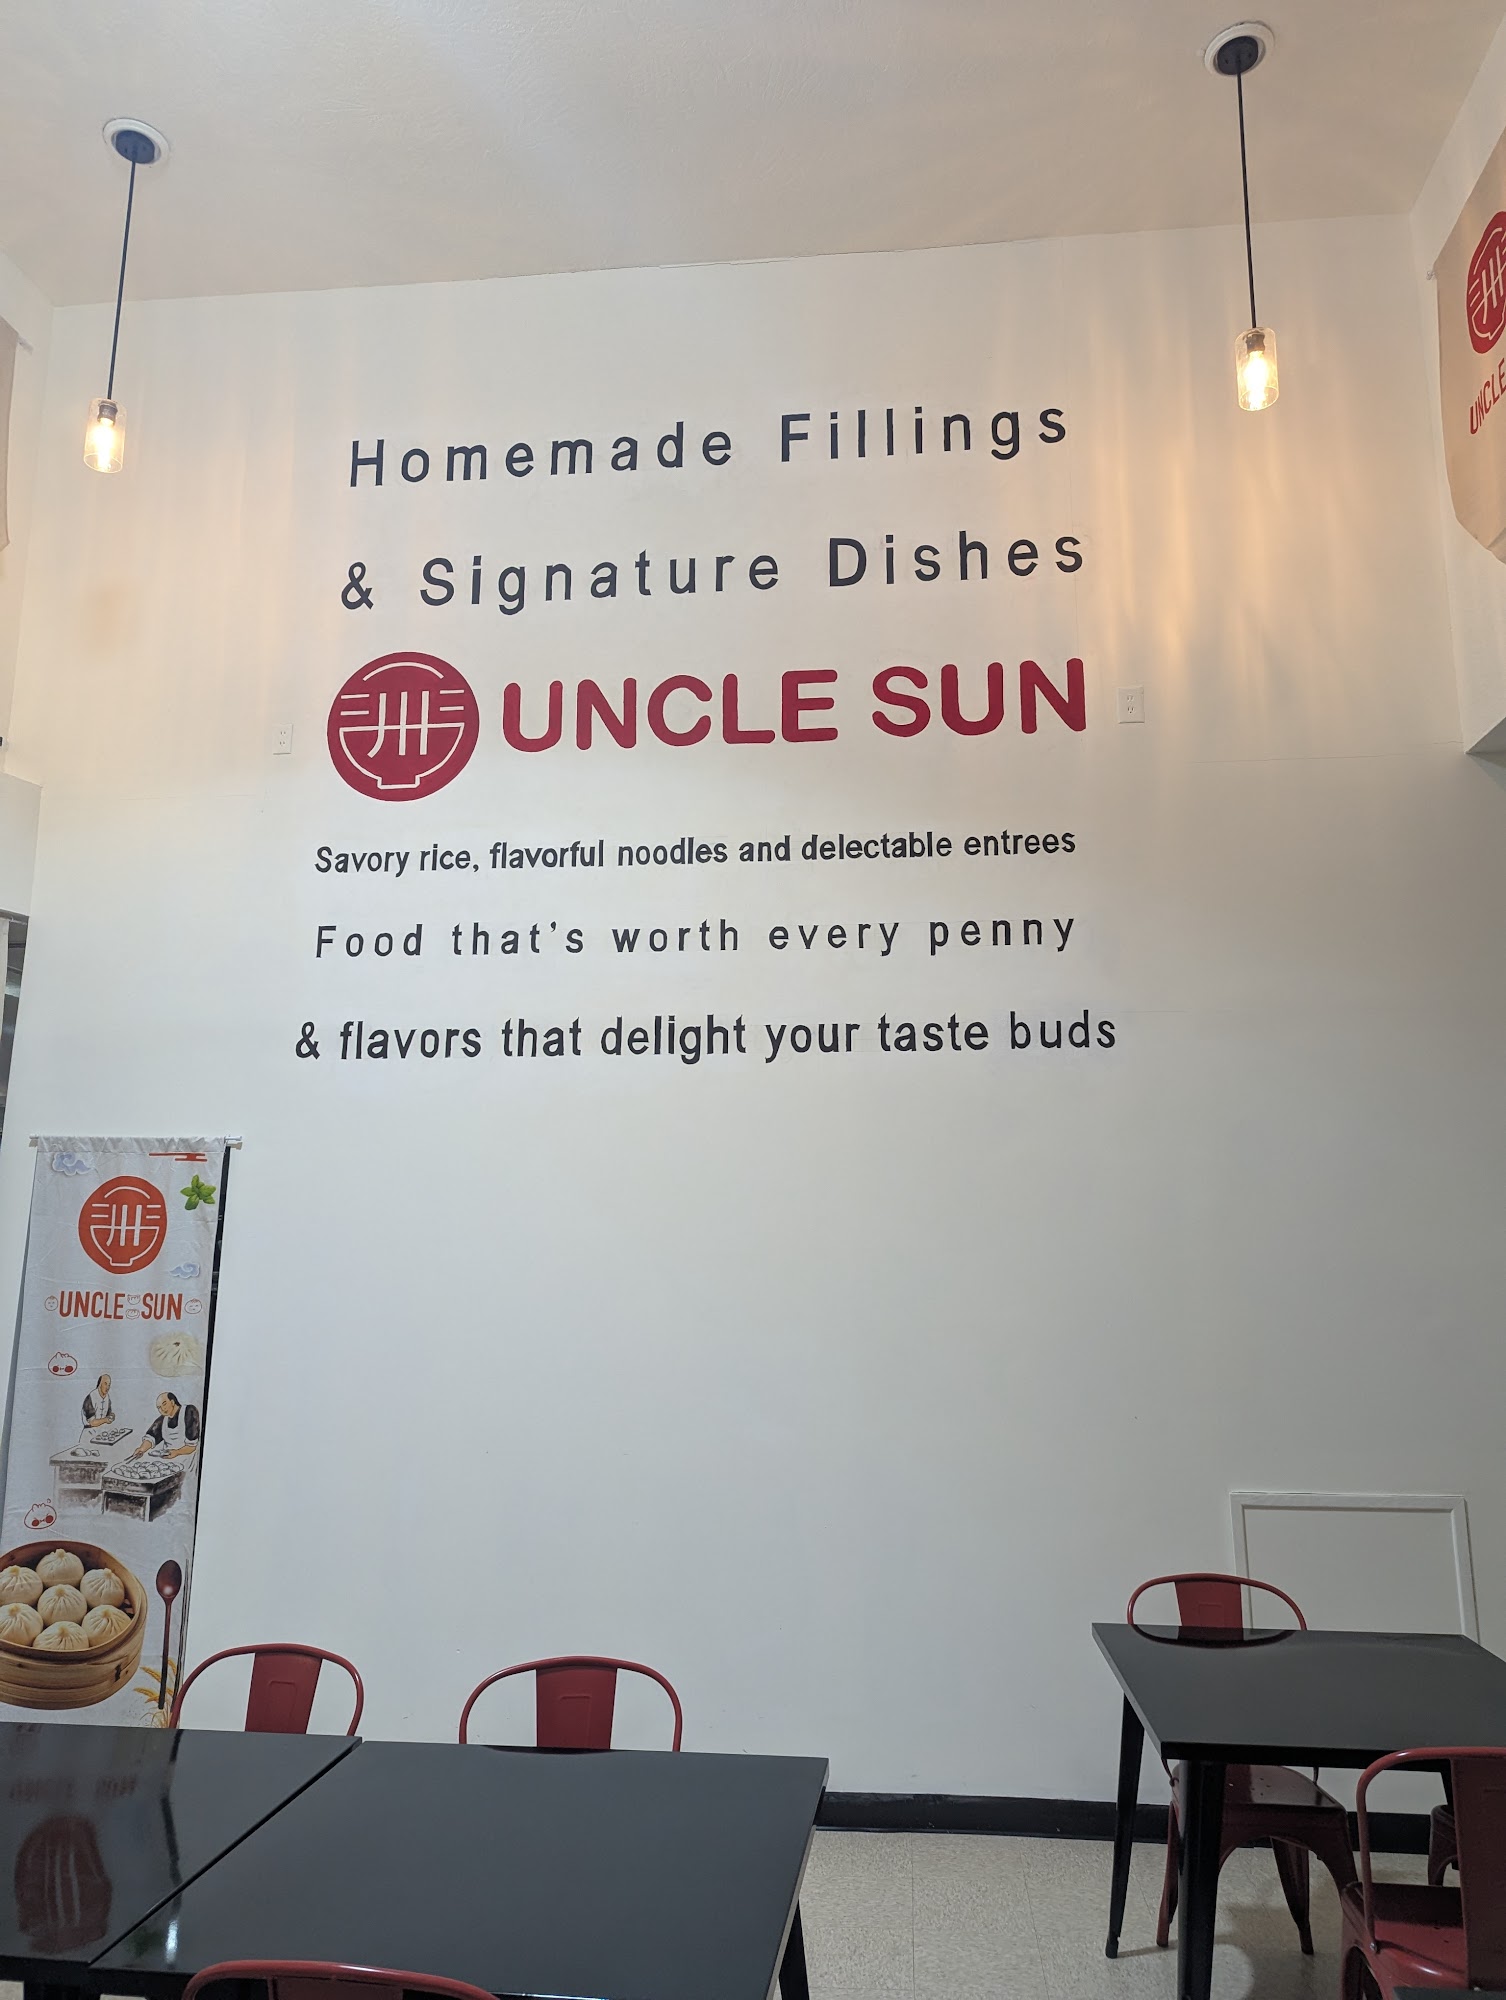 Homemade Fillings
& Signature Dishes
UNCLE SUN
Savory rice, flavorful noodles and delectable entrees
Food that's worth every penny
& flavors that delight your taste buds
UNCLE SUN
UNCLE